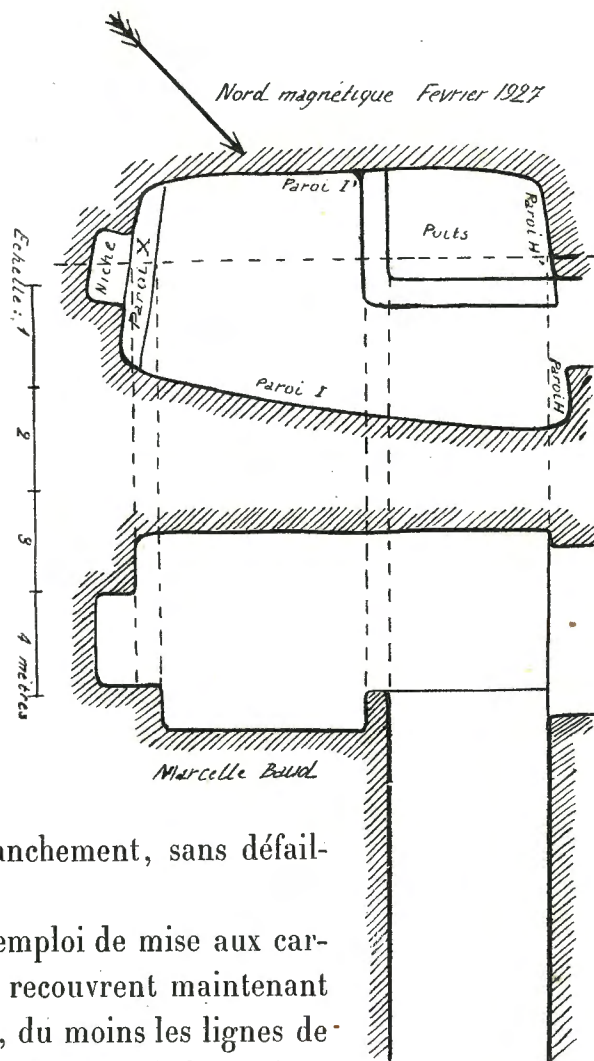 Nord magnétique Fevrier 1927
Paroi I'
Puits
Paroi H'
Niche
Paroi X
Paroi I
Paroi H
Echelle: 1
2
3
4 mètres
Marcelle Baud
anchement, sans défail-
emploi de mise aux car-
recouvrent maintenant
, du moins les lignes de